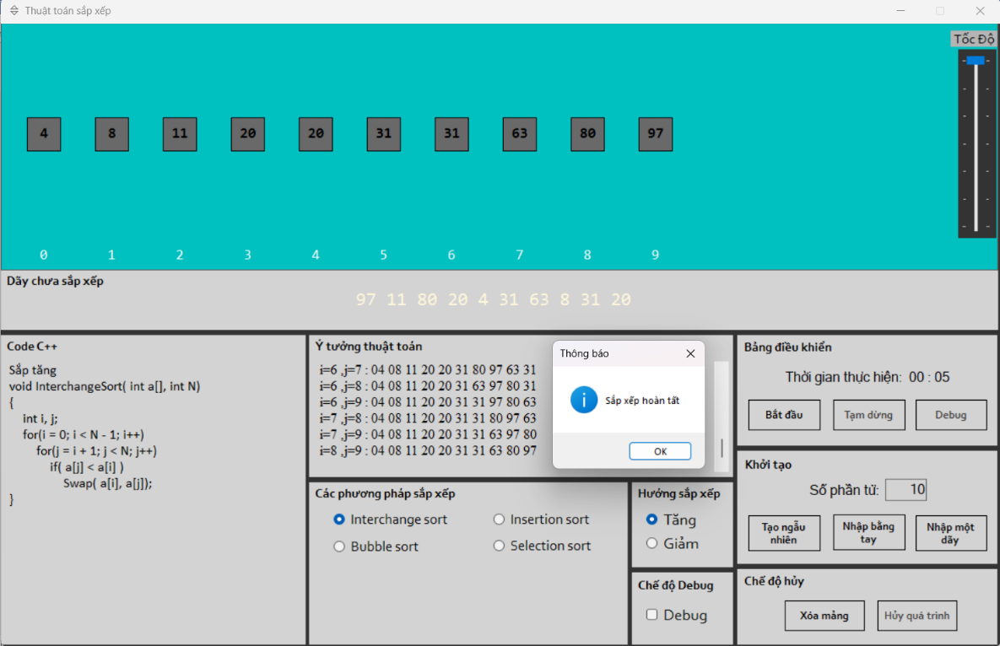 Thuật toán sắp xếp
Tốc Độ
4 8 11 20 20 31 31 63 80 97
0 1 2 3 4 5 6 7 8 9
Dãy chưa sắp xếp
97 11 80 20 4 31 63 8 31 20
Code C++
Sắp tăng
void InterchangeSort( int a[], int N)
{
int i, j;
for(i = 0; i < N - 1; i++)
for(j = i + 1; j < N; j++)
if( a[j] < a[i] )
Swap( a[i], a[j]);
}
Ý tưởng thuật toán
i=6 ,j=7 : 04 08 11 20 20 31 80 97 63 31
i=6 ,j=8 : 04 08 11 20 20 31 63 97 80 31
i=6 ,j=9 : 04 08 11 20 20 31 31 97 80 63
i=7 ,j=8 : 04 08 11 20 20 31 31 80 97 63
i=7 ,j=9 : 04 08 11 20 20 31 31 63 97 80
i=8 ,j=9 : 04 08 11 20 20 31 31 63 80 97
Thông báo
Sắp xếp hoàn tất
OK
Các phương pháp sắp xếp
Interchange sort
Insertion sort
Bubble sort
Selection sort
Hướng sắp xếp
Tăng
Giảm
Chế độ Debug
Debug
Bảng điều khiển
Thời gian thực hiện: 00 : 05
Bắt đầu
Tạm dừng
Debug
Khởi tạo
Số phần tử: 10
Tạo ngẫu
nhiên
Nhập bằng
tay
Nhập một
dãy
Chế độ hủy
Xóa mảng
Hủy quá trình